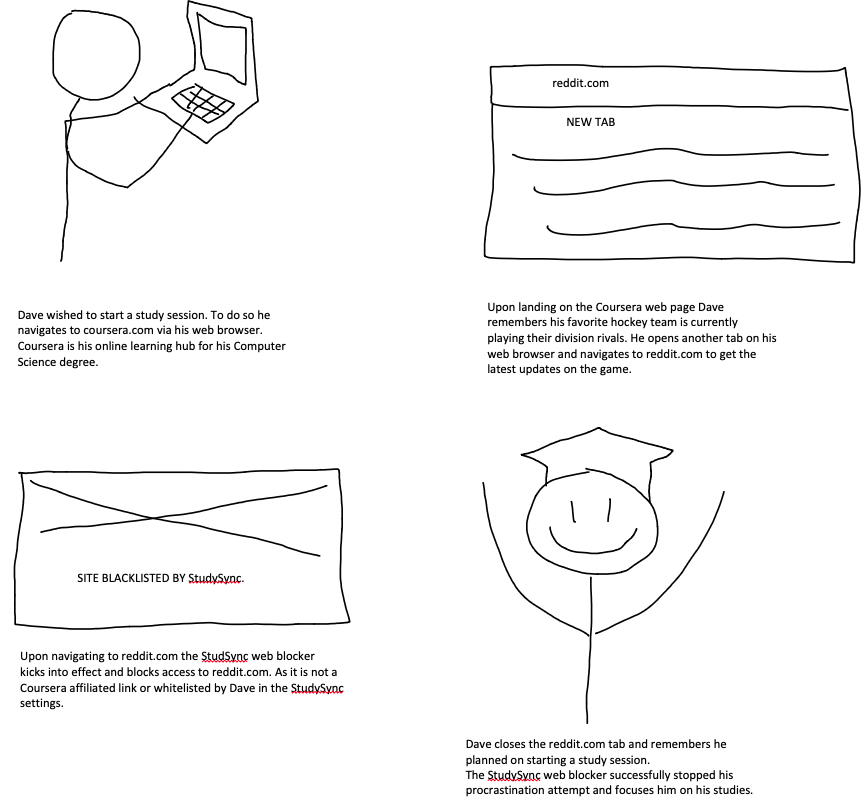 Dave wished to start a study session. To do so he
navigates to coursera.com via his web browser.
Coursera is his online learning hub for his Computer
Science degree.
reddit.com
NEW TAB
Upon landing on the Coursera web page Dave
remembers his favorite hockey team is currently
playing their division rivals. He opens another tab on his
web browser and navigates to reddit.com to get the
latest updates on the game.
SITE BLACKLISTED BY StudySync.
Upon navigating to reddit.com the StudSync web blocker
kicks into effect and blocks access to reddit.com. As it is not a
Coursera affiliated link or whitelisted by Dave in the StudySync
settings.
Dave closes the reddit.com tab and remembers he
planned on starting a study session.
The StudySync web blocker successfully stopped his
procrastination attempt and focuses him on his studies.